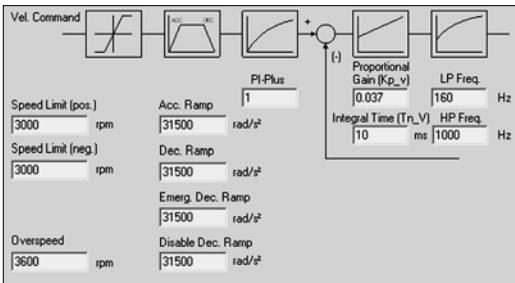 Vel. Command
ACC DEC
+
(-)
PI-Plus
1
Proportional
Gain (Kp_v)
0.037
LP Freq.
160 Hz
Integral Time (Tn_V)
10 ms
HP Freq.
1000 Hz
Speed Limit (pos.)
3000 rpm
Acc. Ramp
31500 rad/s²
Speed Limit (neg.)
3000 rpm
Dec. Ramp
31500 rad/s²
Emerg. Dec. Ramp
31500 rad/s²
Overspeed
3600 rpm
Disable Dec. Ramp
31500 rad/s²